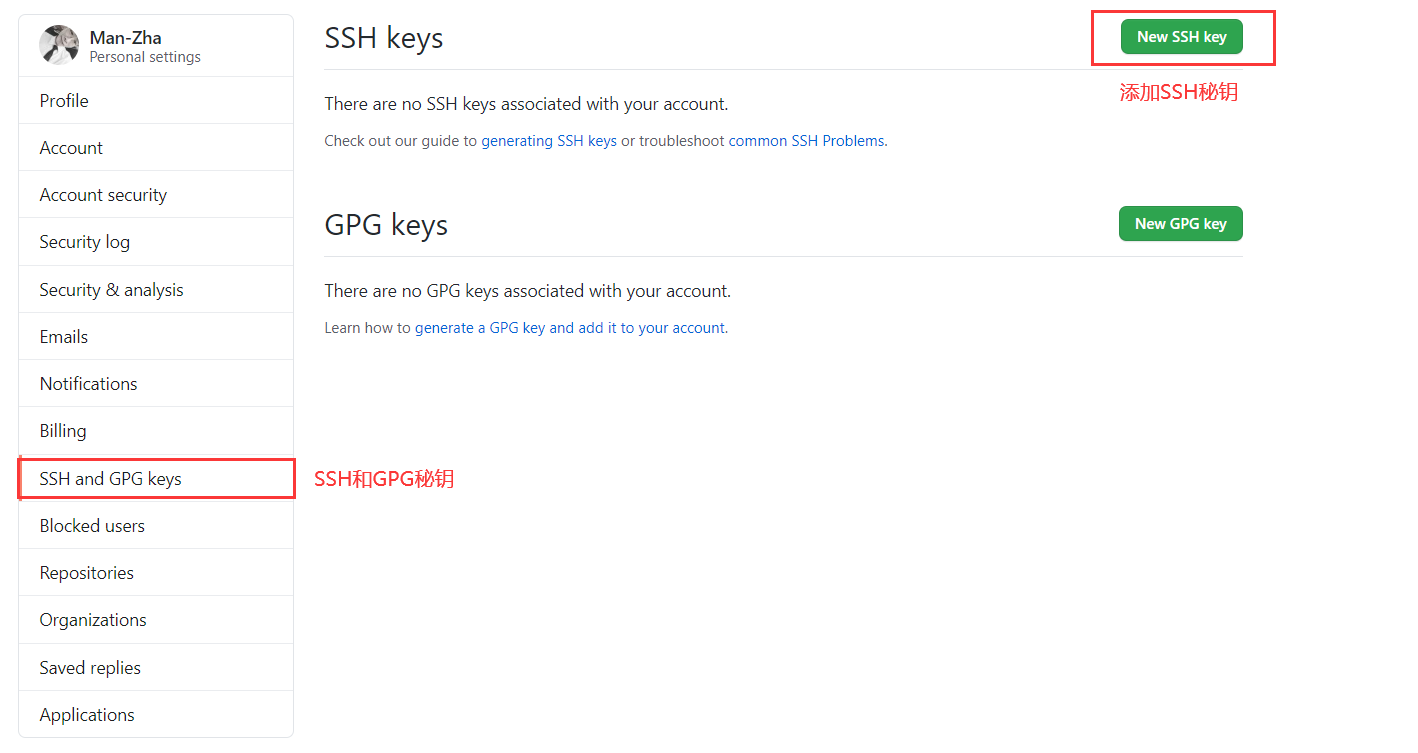 Man-Zha
Personal settings
Profile
Account
Account security
Security log
Security & analysis
Emails
Notifications
Billing
SSH and GPG keys
Blocked users
Repositories
Organizations
Saved replies
Applications
SSH和GPG秘钥
SSH keys
New SSH key
添加SSH秘钥
There are no SSH keys associated with your account.
Check out our guide to generating SSH keys or troubleshoot common SSH Problems.
GPG keys
New GPG key
There are no GPG keys associated with your account.
Learn how to generate a GPG key and add it to your account.